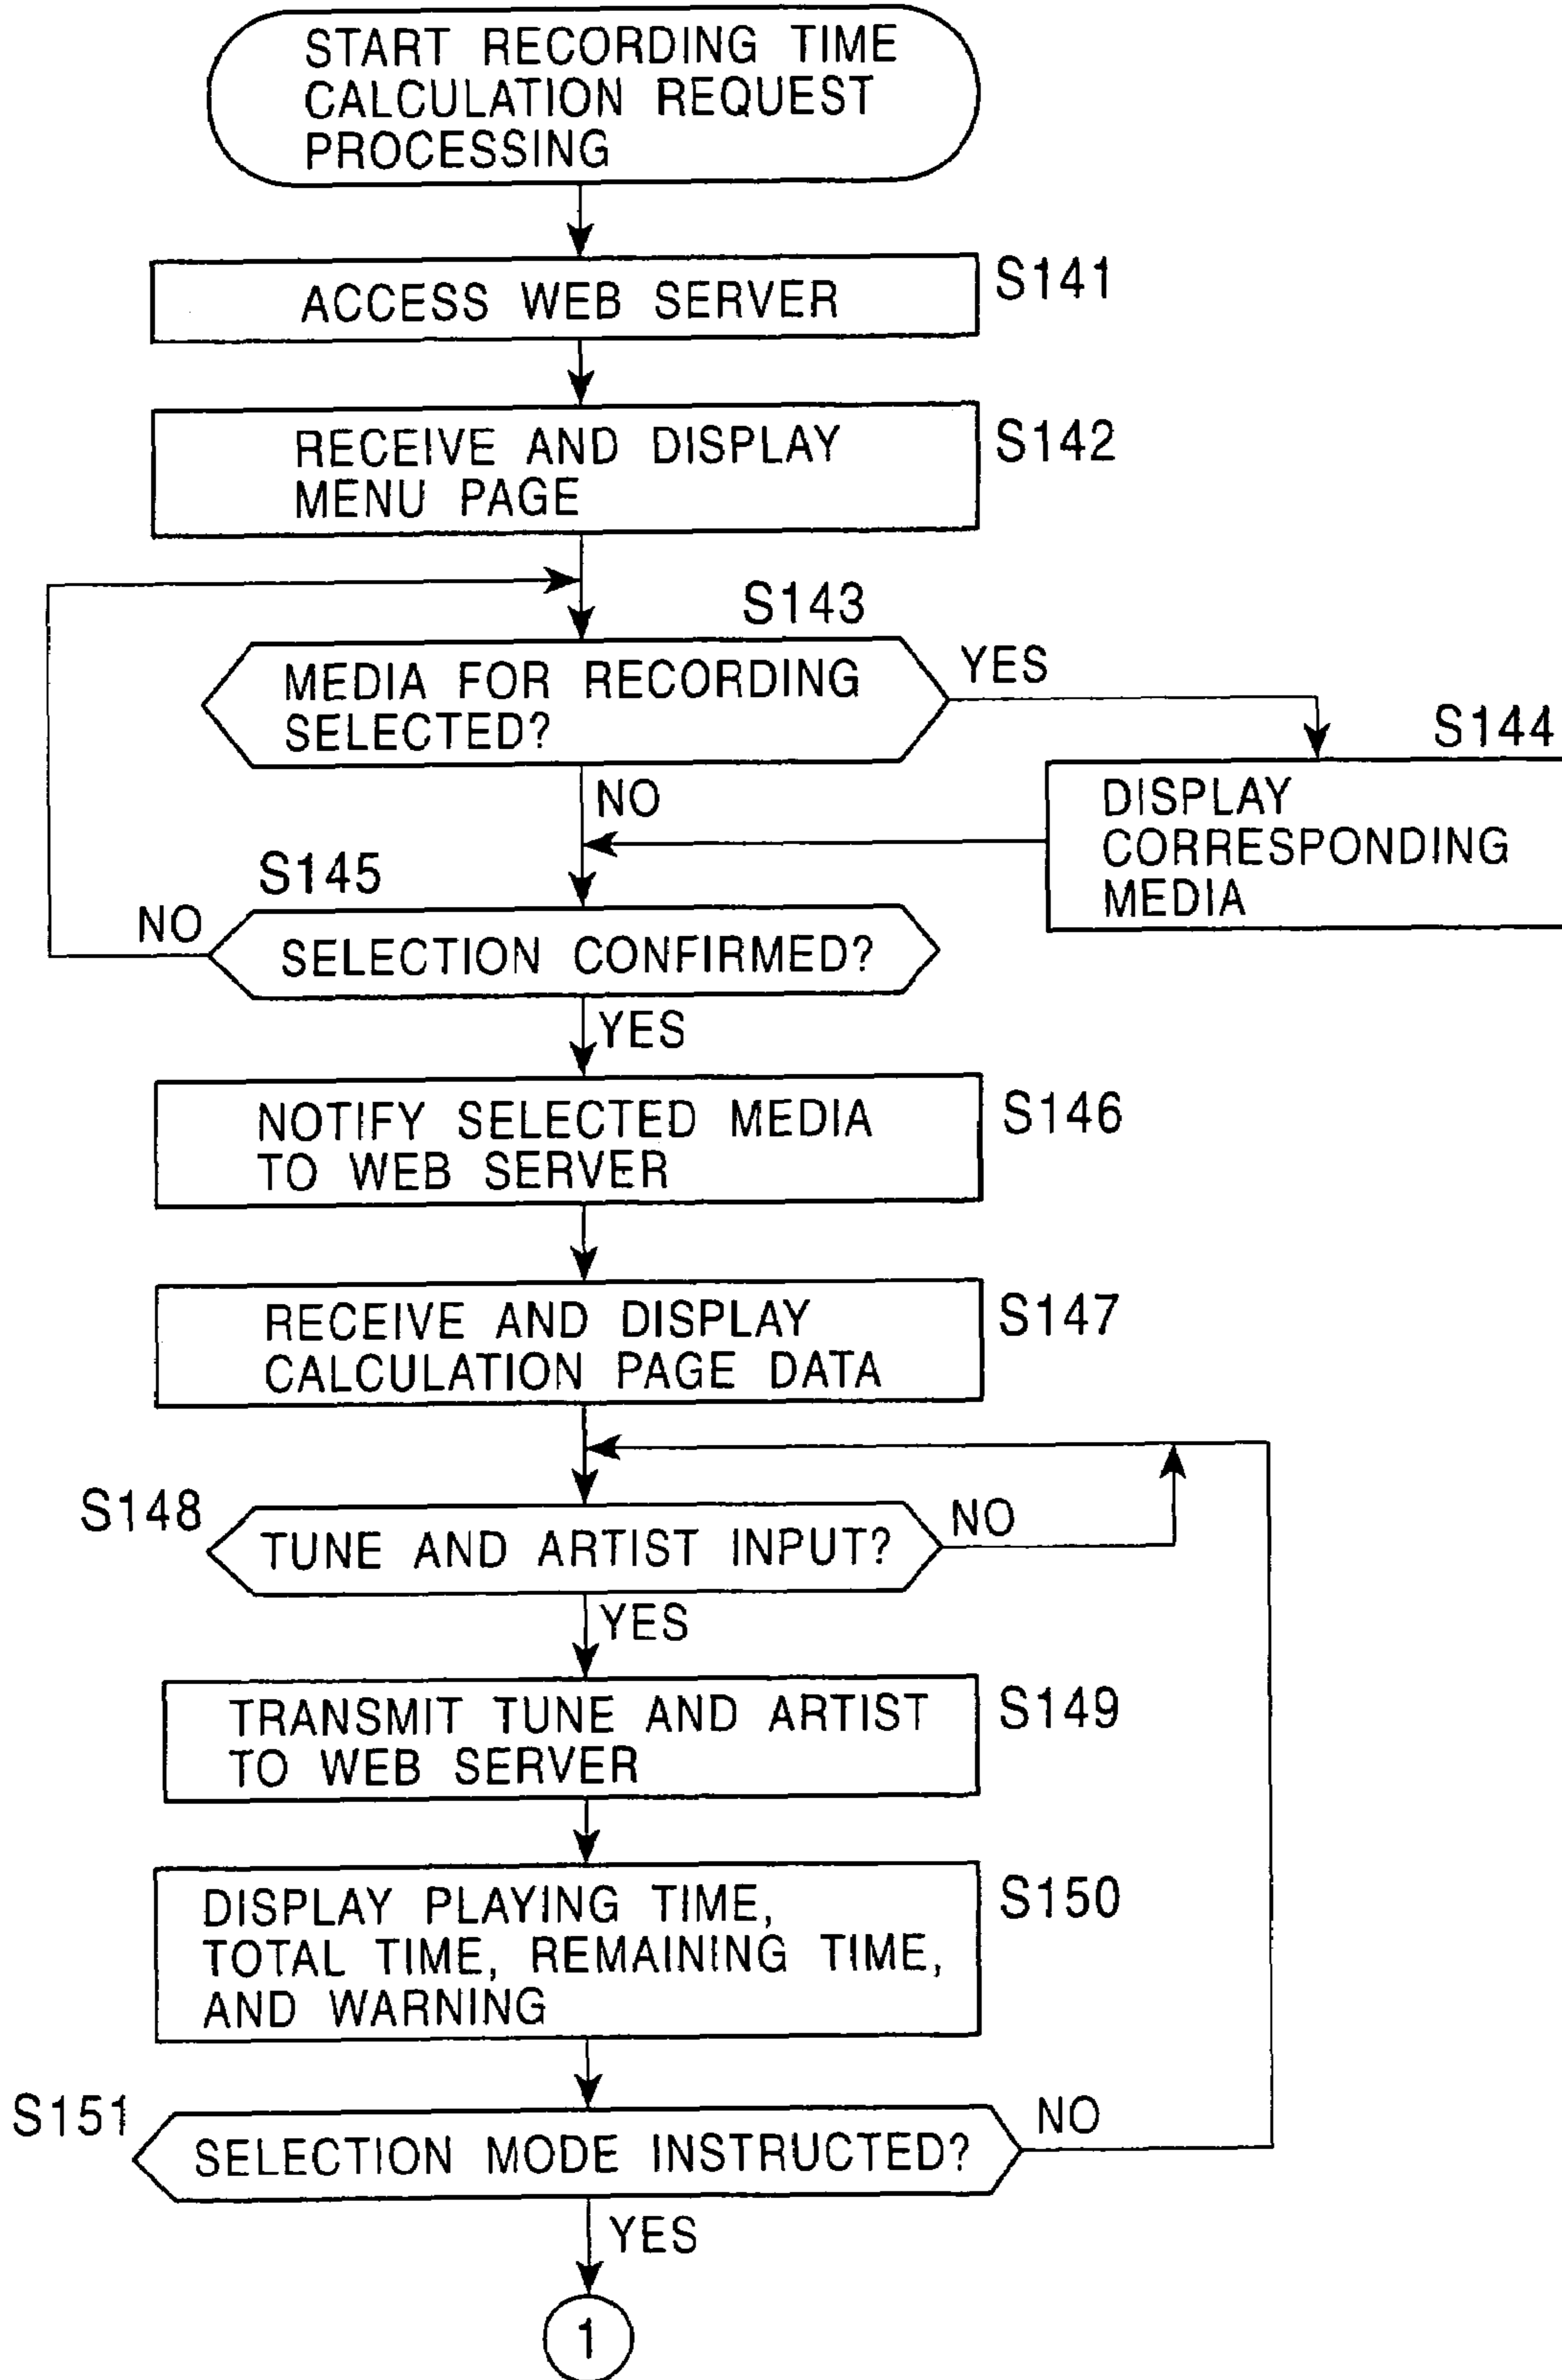 START RECORDING TIME
CALCULATION REQUEST
PROCESSING
ACCESS WEB SERVER
S141
RECEIVE AND DISPLAY
MENU PAGE
S142
S143
MEDIA FOR RECORDING
SELECTED?
YES
NO
S144
DISPLAY
CORRESPONDING
MEDIA
S145
NO
SELECTION CONFIRMED?
YES
NOTIFY SELECTED MEDIA
TO WEB SERVER
S146
RECEIVE AND DISPLAY
CALCULATION PAGE DATA
S147
S148
TUNE AND ARTIST INPUT?
NO
YES
TRANSMIT TUNE AND ARTIST
TO WEB SERVER
S149
DISPLAY PLAYING TIME,
TOTAL TIME, REMAINING TIME,
AND WARNING
S150
S151
SELECTION MODE INSTRUCTED?
NO
YES
1